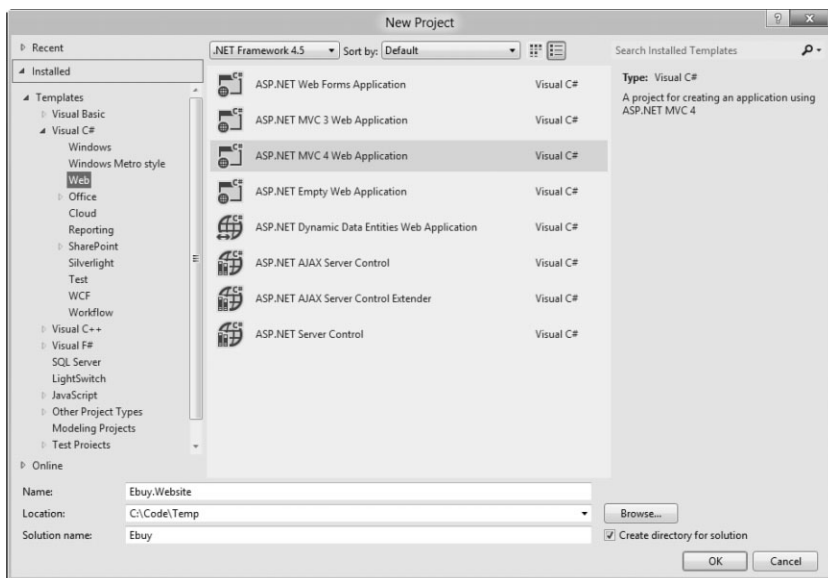 New Project
Recent
Installed
Templates
Visual Basic
Visual C#
Windows
Windows Metro style
Web
Office
Cloud
Reporting
SharePoint
Silverlight
Test
WCF
Workflow
Visual C++
Visual F#
SQL Server
LightSwitch
JavaScript
Other Project Types
Modeling Projects
Test Projects
Online
.NET Framework 4.5
Sort by: Default
ASP.NET Web Forms Application Visual C#
ASP.NET MVC 3 Web Application Visual C#
ASP.NET MVC 4 Web Application Visual C#
ASP.NET Empty Web Application Visual C#
ASP.NET Dynamic Data Entities Web Application Visual C#
ASP.NET AJAX Server Control Visual C#
ASP.NET AJAX Server Control Extender Visual C#
ASP.NET Server Control Visual C#
Search Installed Templates
Type: Visual C#
A project for creating an application using
ASP.NET MVC 4
Name: Ebuy.Website
Location: C:\Code\Temp Browse...
Solution name: Ebuy Create directory for solution
OK Cancel